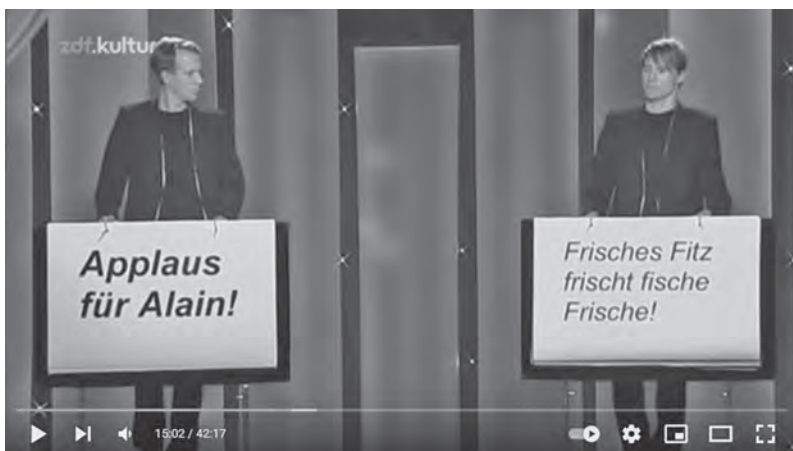 zdf.kultur
Applaus
für Alain!
Frisches Fitz
frischt fische
Frische!
15:02 / 42:17